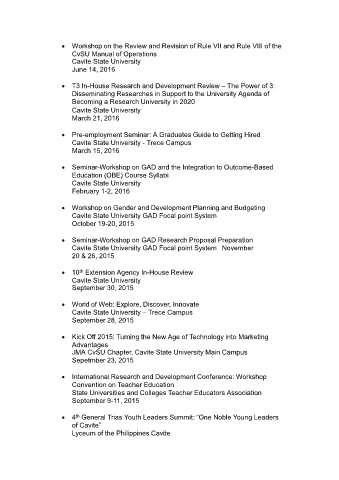 • Workshop on the Review and Revision of Rule VII and Rule VIII of the
CvSU Manual of Operations
Cavite State University
June 14, 2016
• T3 In-House Research and Development Review – The Power of 3:
Disseminating Researches in Support to the University Agenda of
Becoming a Research University in 2020
Cavite State University
March 21, 2016
• Pre-employment Seminar: A Graduates Guide to Getting Hired
Cavite State University - Trece Campus
March 15, 2016
• Seminar-Workshop on GAD and the Integration to Outcome-Based
Education (OBE) Course Syllabi
Cavite State University
February 1-2, 2016
• Workshop on Gender and Development Planning and Budgeting
Cavite State University GAD Focal point System
October 19-20, 2015
• Seminar-Workshop on GAD Research Proposal Preparation
Cavite State University GAD Focal point System November
20 & 26, 2015
• 10th Extension Agency In-House Review
Cavite State University
September 30, 2015
• World of Web: Explore, Discover, Innovate
Cavite State University – Trece Campus
September 28, 2015
• Kick Off 2015: Turning the New Age of Technology into Marketing
Advantages
JMA CvSU Chapter, Cavite State University Main Campus
Sepetmber 23, 2015
• International Research and Development Conference: Workshop
Convention on Teacher Education
State Universities and Colleges Teacher Educators Association
September 9-11, 2015
• 4th General Trias Youth Leaders Summit: “One Noble Young Leaders
of Cavite”
Lyceum of the Philippines Cavite